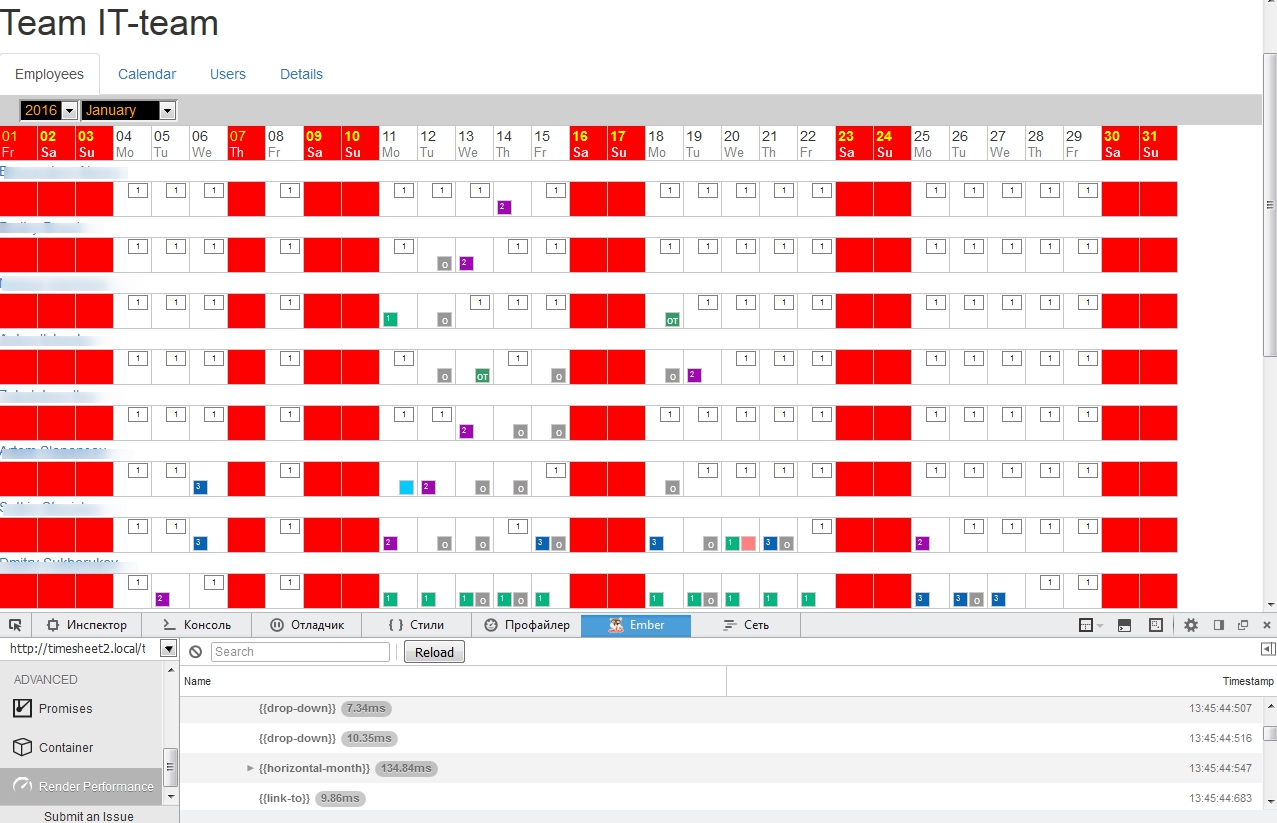 Team IT-team
Employees Calendar Users Details
2016 January
01 02 03 04 05 06 07 08 09 10 11 12 13 14 15 16 17 18 19 20 21 22 23 24 25 26 27 28 29 30 31
Fr Sa Su Mo Tu We Th Fr Sa Su Mo Tu We Th Fr Sa Su Mo Tu We Th Fr Sa Su Mo Tu We Th Fr Sa Su
1 1 1 1 1 1 1 1 1 1 1 1 1 1 1 1 1 1
2
1 1 1 1 1 1 1 1 1 1 1 1 1 1 1 1 1
o 2
1 1 1 1 1 1 1 1 1 1 1 1 1 1 1 1
1 o OT
1 1 1 1 1 1 1 1 1 1 1 1 1 1
o OT o o 2
1 1 1 1 1 1 1 1 1 1 1 1 1 1 1 1
2 o o
1 1 1 1 1 1 1 1 1 1 1 1 1
3 2 o o o
1 1 1 1 1 1 1 1 1
3 2 o o 3 o 3 o 1 3 o 2
1 1 1 1 1
2 1 1 1 o 1 o 1 1 1 o 1 1 1 3 3 o 3
Инспектор Консоль Отладчик { } Стили Профайлер Ember Сеть
http://timesheet2.local/t Search Reload
ADVANCED
Promises
Container
Render Performance
Submit an Issue
Name Timestamp
{{drop-down}} 7.34ms 13:45:44:507
{{drop-down}} 10.35ms 13:45:44:516
{{horizontal-month}} 134.84ms 13:45:44:547
{{link-to}} 9.86ms 13:45:44:683